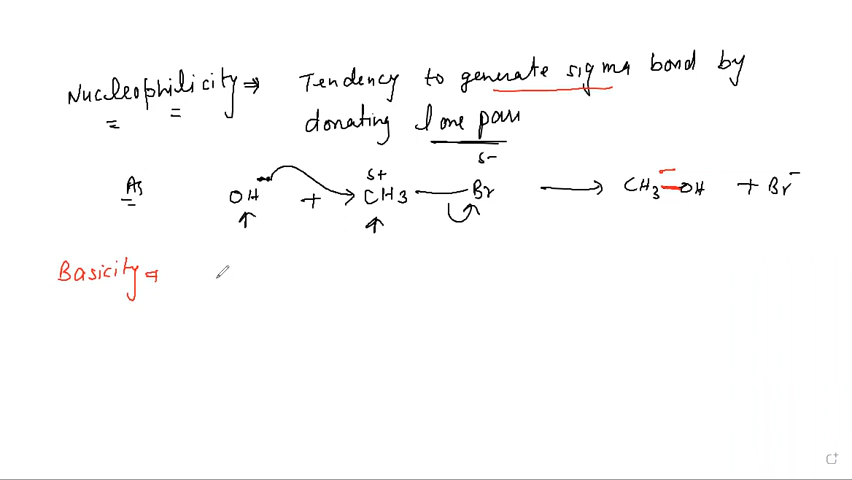 Nucleophilicity ⇒ Tendency to generate sigma bond by
donating lone pair
As OH⁻ + δ+ CH3 — Br δ- ⟶ CH3–OH + Br⁻
Basicity ⇒